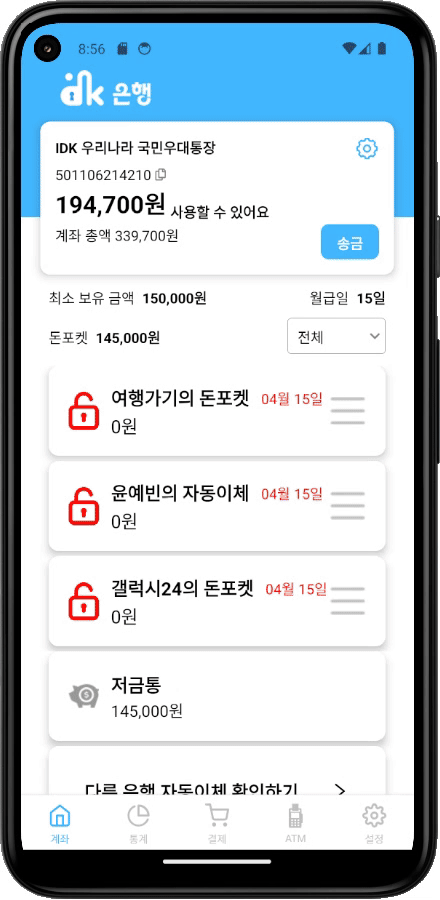 8:56
idk 은행
IDK 우리나라 국민우대통장
501106214210
194,700원 사용할 수 있어요
계좌 총액 339,700원
송금
최소 보유 금액 150,000원 월급일 15일
돈포켓 145,000원 전체
여행가기의 돈포켓 04월 15일
0원
윤예빈의 자동이체 04월 15일
0원
갤럭시24의 돈포켓 04월 15일
0원
저금통
145,000원
다른 은행 자동이체 확인하기
계좌 통계 결제 ATM 설정